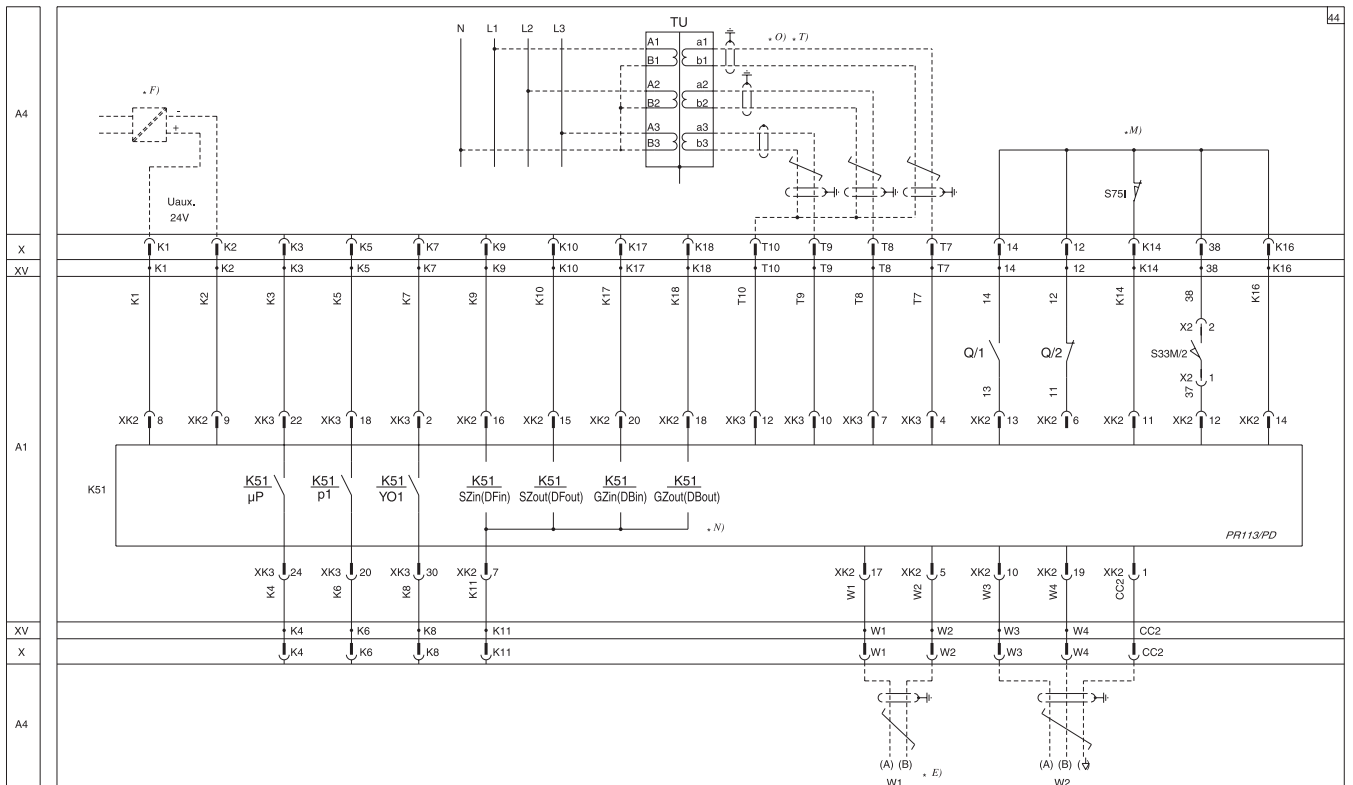 44
N L1 L2 L3 TU
A1 a1 * O) * T)
B1 b1
* F) A2 a2
- B2 b2
A4 + A3 a3
B3 b3 * M)
Uaux. S75I
24V
X K1 K2 K3 K5 K7 K9 K10 K17 K18 T10 T9 T8 T7 14 12 K14 38 K16
XV K1 K2 K3 K5 K7 K9 K10 K17 K18 T10 T9 T8 T7 14 12 K14 38 K16
K1 K2 K3 K5 K7 K9 K10 K17 K18 T10 T9 T8 T7 14 12 K14 38 K16
X2 2
Q/1 Q/2 S33M/2
X2 1
13 11 37
XK2 8 XK2 9 XK3 22 XK3 18 XK3 2 XK2 16 XK2 15 XK2 20 XK2 18 XK3 12 XK3 10 XK3 7 XK3 4 XK2 13 XK2 6 XK2 11 XK2 12 XK2 14
A1
K51 K51 K51 K51 K51 K51 K51 K51
µP p1 YO1 SZin(DFin) SZout(DFout) GZin(DBin) GZout(DBout)
* N)
PR113/PD
XK3 24 XK3 20 XK3 30 XK2 7 XK2 17 XK2 5 XK2 10 XK2 19 XK2 1
K4 K6 K8 K11 W1 W2 W3 W4 CC2
XV K4 K6 K8 K11 W1 W2 W3 W4 CC2
X K4 K6 K8 K11 W1 W2 W3 W4 CC2
A4
(A) (B) (A) (B) ( )
W1 * E) W2